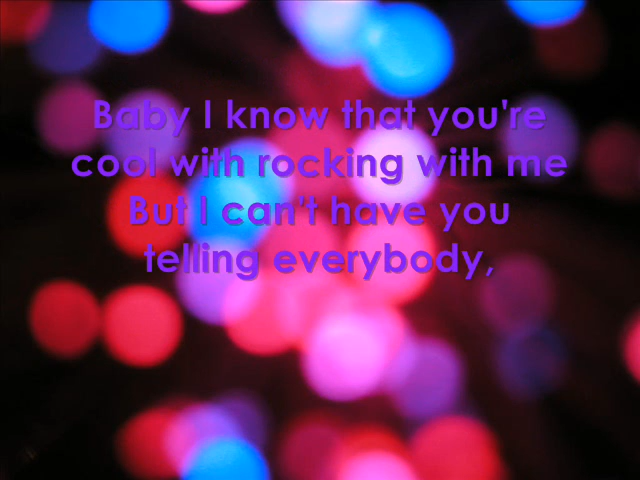 Baby I know that you're
cool with rocking with me
But I can't have you
telling everybody,